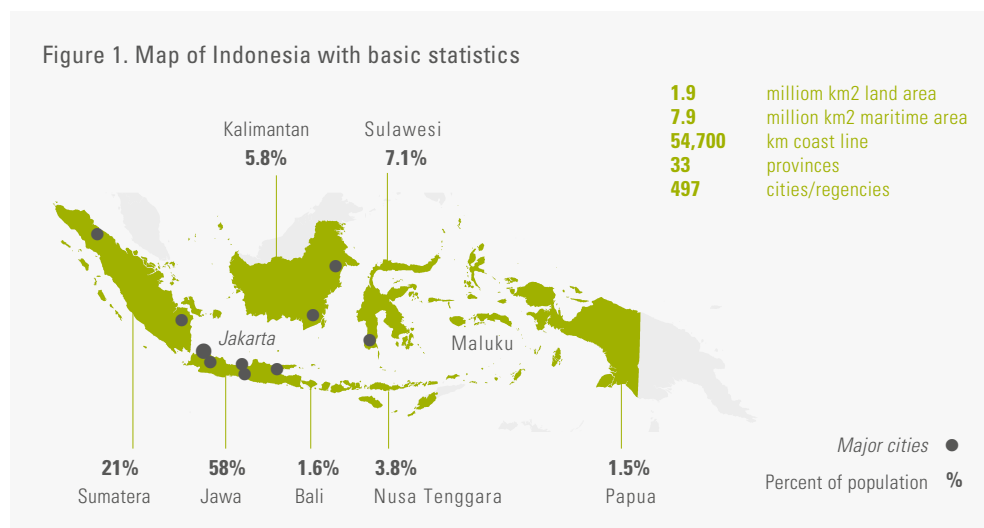 Figure 1. Map of Indonesia with basic statistics
1.9 milliom km2 land area
7.9 million km2 maritime area
54,700 km coast line
33 provinces
497 cities/regencies
Kalimantan
5.8%
Sulawesi
7.1%
Jakarta
Maluku
21%
Sumatera
58%
Jawa
1.6%
Bali
3.8%
Nusa Tenggara
1.5%
Papua
Major cities
Percent of population %